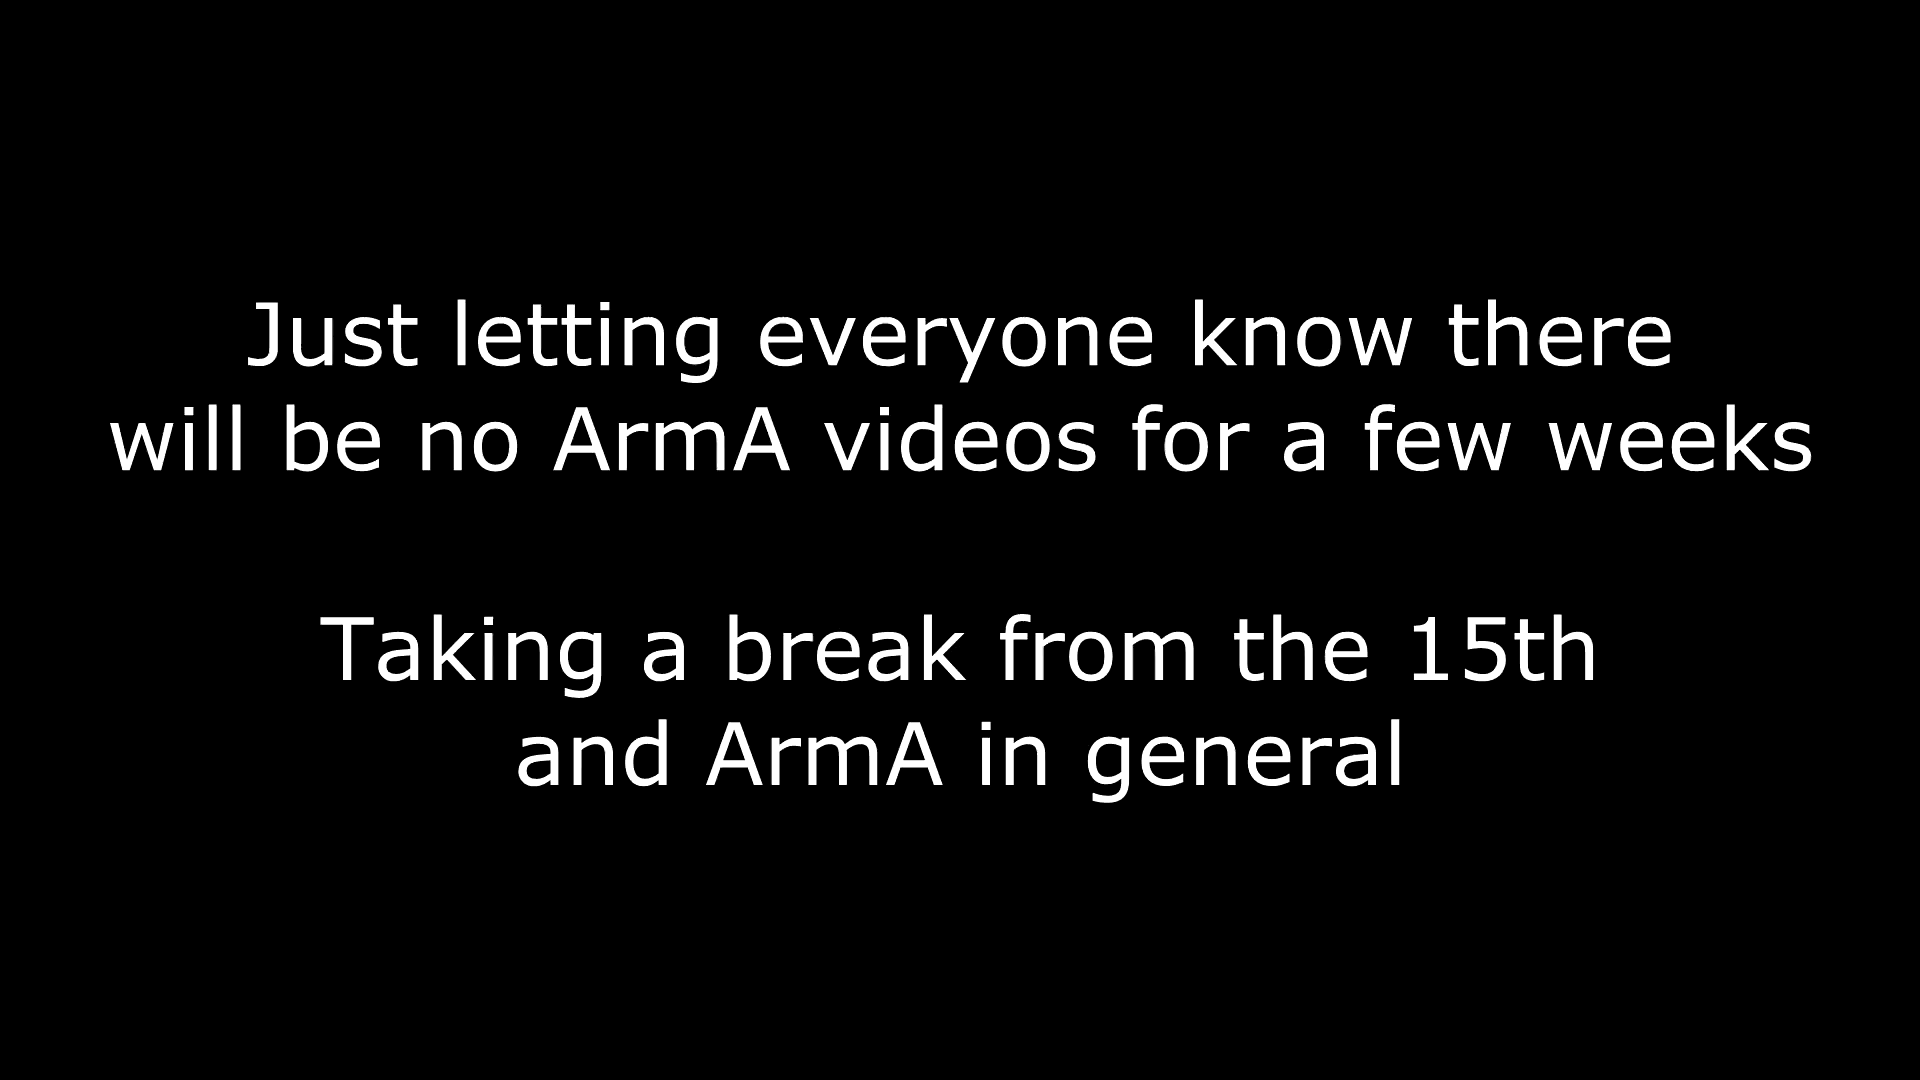 Just letting everyone know there
will be no ArmA videos for a few weeks
Taking a break from the 15th
and ArmA in general